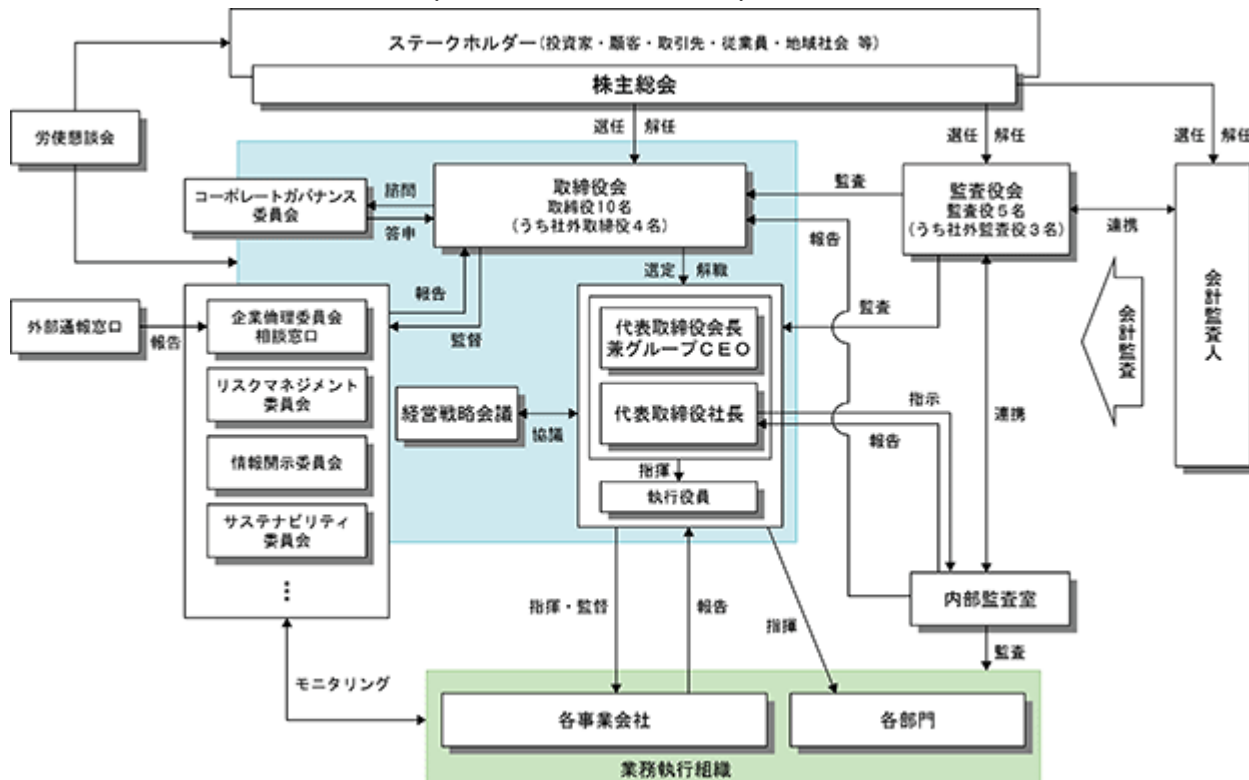 ステークホルダー(投資家・顧客・取引先・従業員・地域社会 等)
株主総会
労使懇談会
選任
解任
選任
解任
選任
解任
コーポレートガバナンス
委員会
諮問
答申
取締役会
取締役10名
(うち社外取締役4名)
監査
監査役会
監査役5名
(うち社外監査役3名)
連携
会計監査人
会計監査
報告
選定
解職
報告
監督
監査
外部通報窓口
報告
企業倫理委員会
相談窓口
リスクマネジメント
委員会
情報開示委員会
サステナビリティ
委員会
⋮
代表取締役会長
兼グループCEO
代表取締役社長
経営戦略会議
協議
指揮
執行役員
指示
報告
連携
内部監査室
監査
指揮・監督
報告
指揮
モニタリング
各事業会社
各部門
業務執行組織